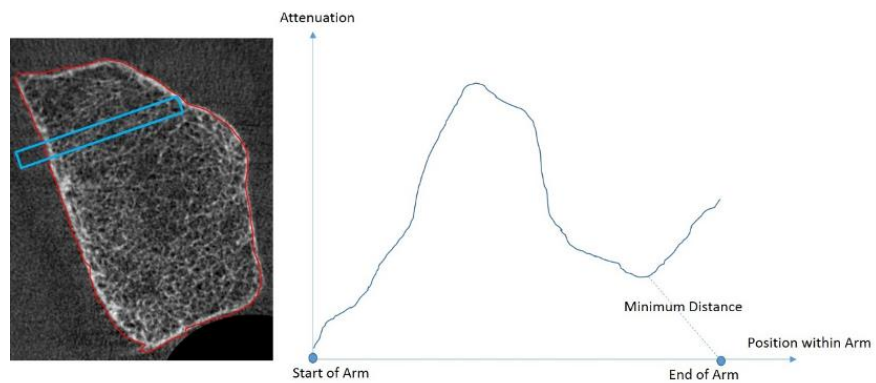 Attenuation
Minimum Distance
Position within Arm
Start of Arm
End of Arm